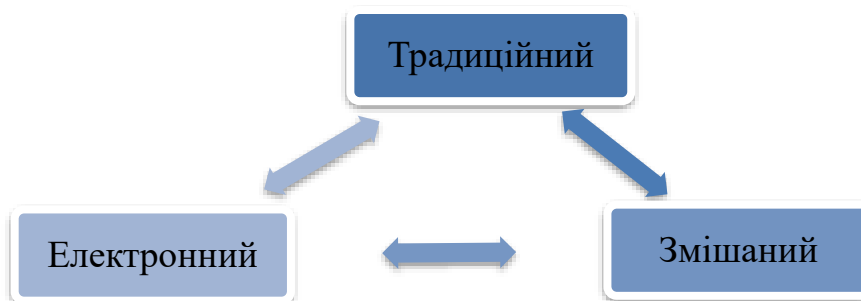 Традиційний
Електронний
Змішаний